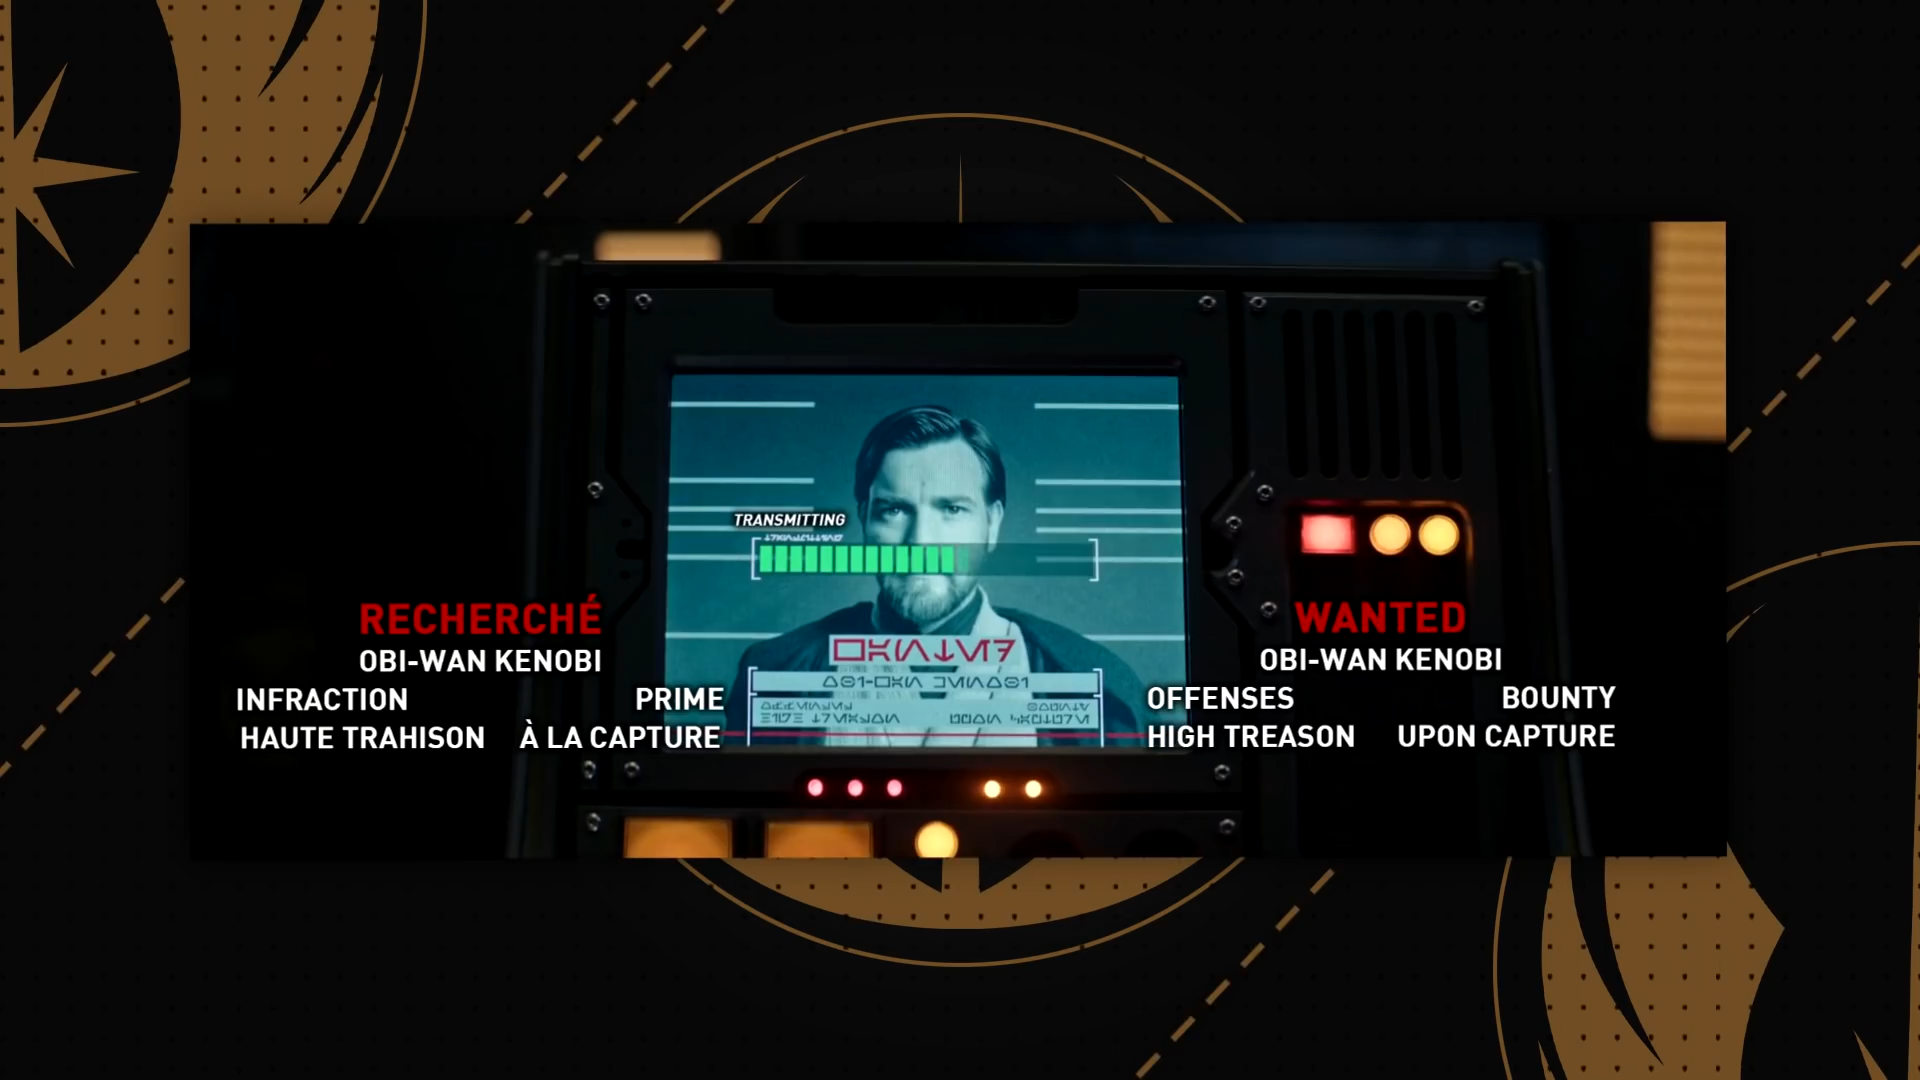 TRANSMITTING
RECHERCHÉ
OBI-WAN KENOBI
INFRACTION PRIME
HAUTE TRAHISON À LA CAPTURE
WANTED
OBI-WAN KENOBI
OFFENSES BOUNTY
HIGH TREASON UPON CAPTURE